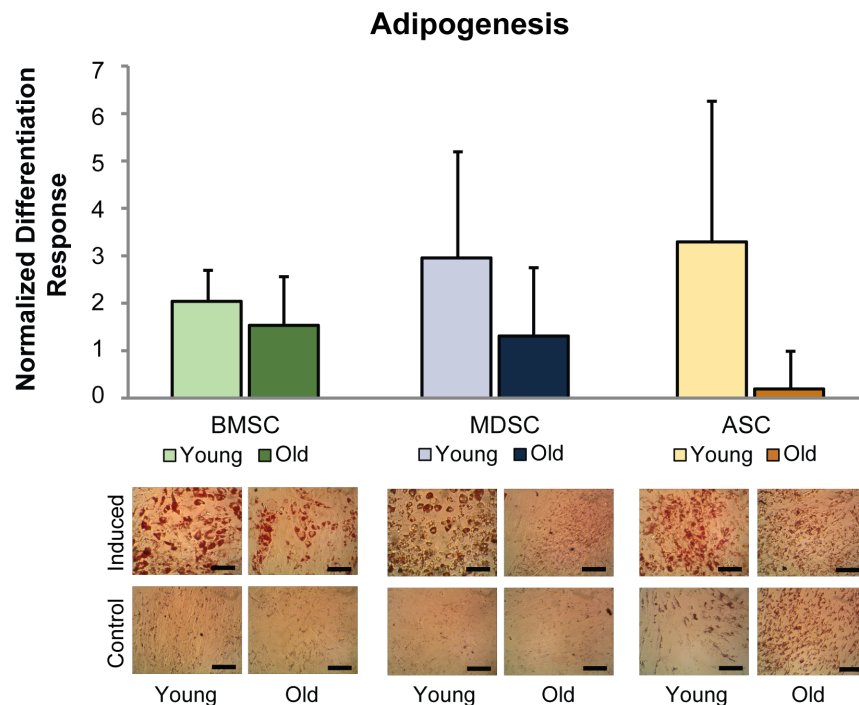 Adipogenesis
Normalized Differentiation
Response
7
6
5
4
3
2
1
0
BMSC MDSC ASC
Young Old Young Old Young Old
Induced
Control
Young Old Young Old Young Old